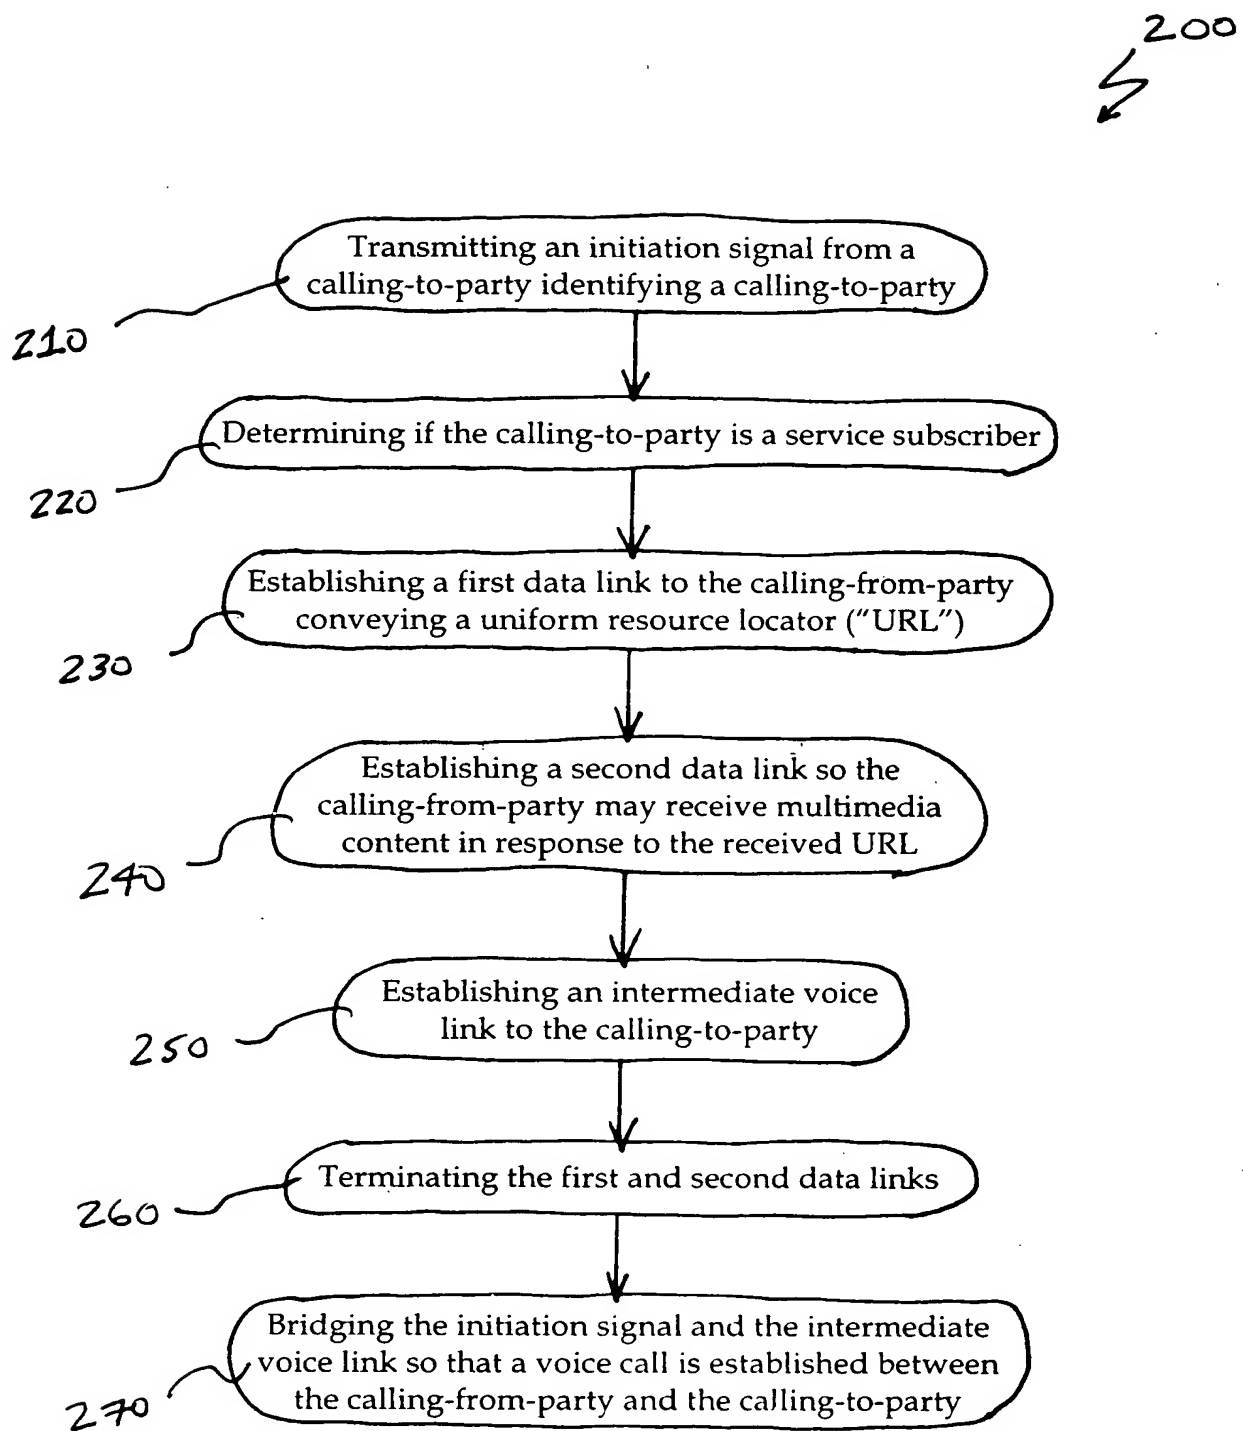 200
Transmitting an initiation signal from a
calling-to-party identifying a calling-to-party
210
Determining if the calling-to-party is a service subscriber
220
Establishing a first data link to the calling-from-party
conveying a uniform resource locator ("URL")
230
Establishing a second data link so the
calling-from-party may receive multimedia
content in response to the received URL
240
Establishing an intermediate voice
link to the calling-to-party
250
Terminating the first and second data links
260
Bridging the initiation signal and the intermediate
voice link so that a voice call is established between
the calling-from-party and the calling-to-party
270